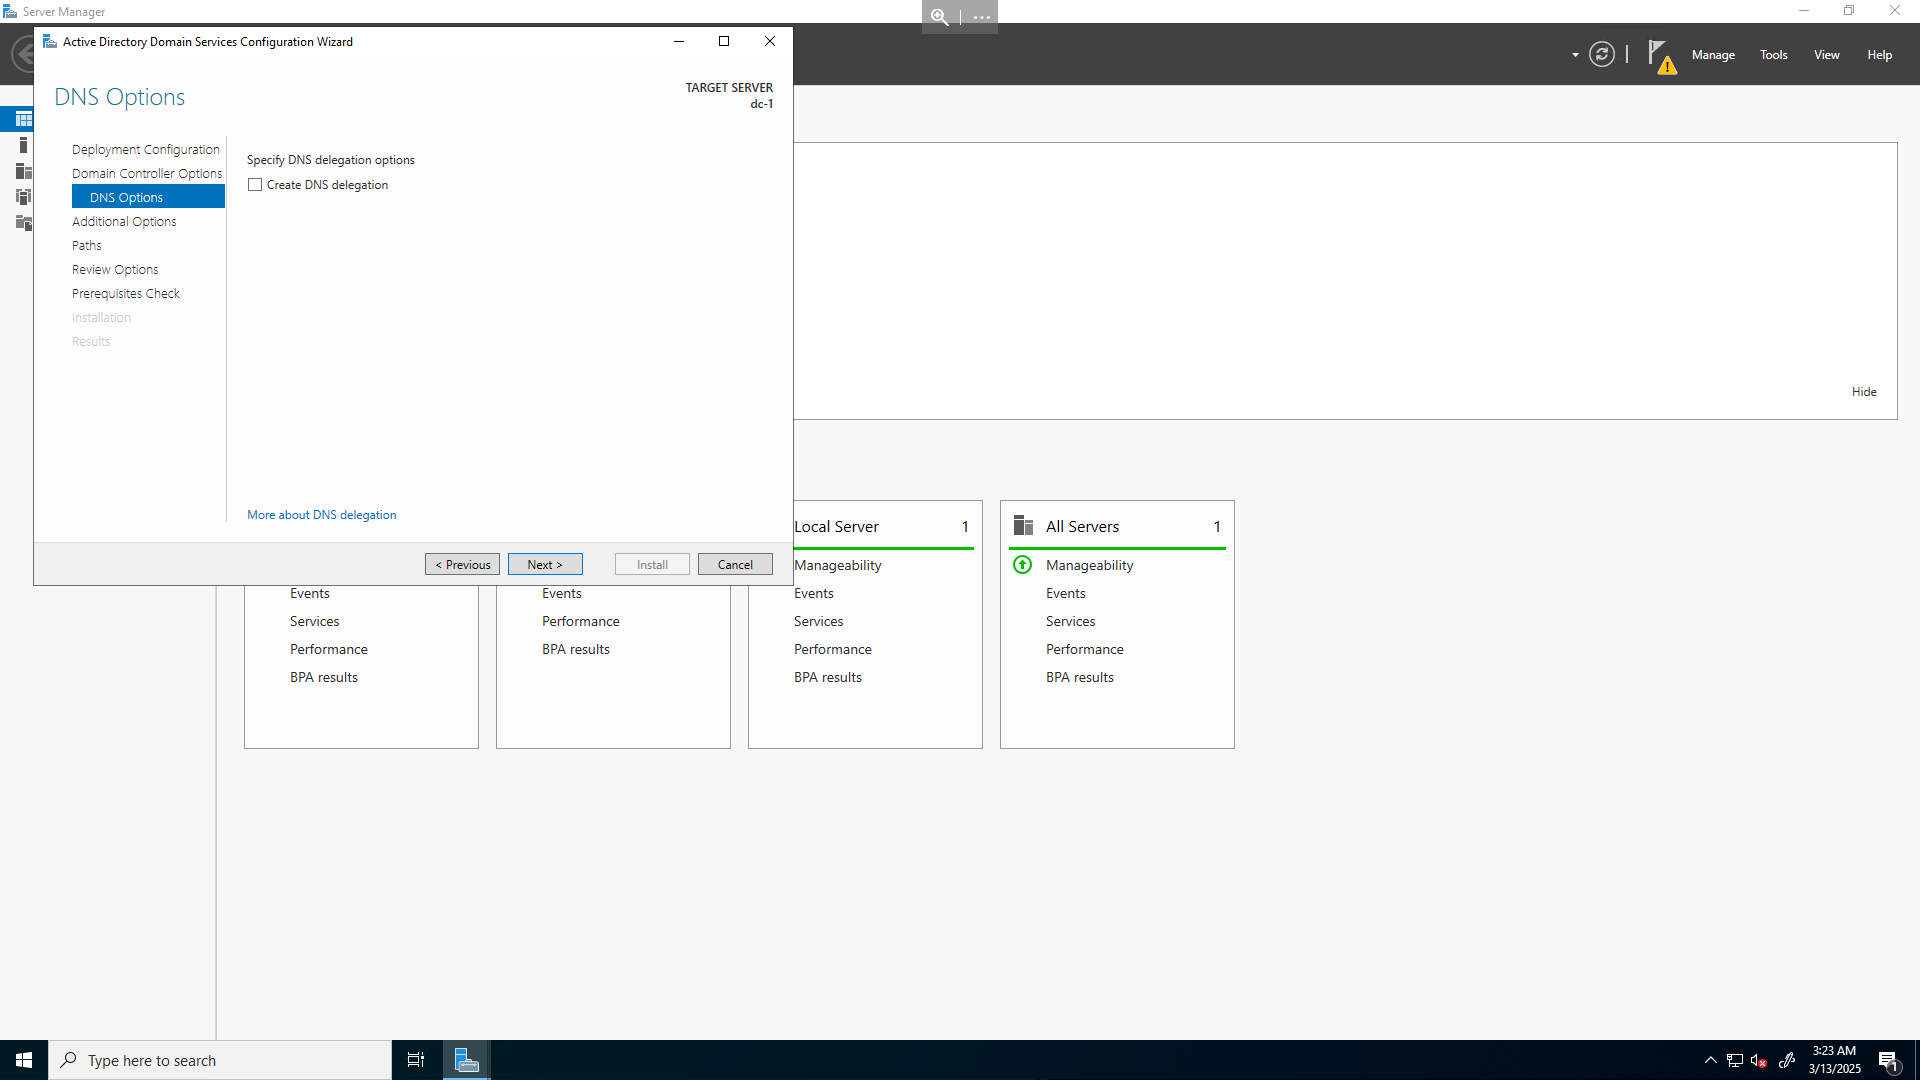 Server Manager
Active Directory Domain Services Configuration Wizard
Manage
Tools
View
Help
DNS Options
TARGET SERVER
dc-1
Deployment Configuration
Domain Controller Options
DNS Options
Additional Options
Paths
Review Options
Prerequisites Check
Installation
Results
Specify DNS delegation options
Create DNS delegation
More about DNS delegation
< Previous
Next >
Install
Cancel
Hide
Events
Services
Performance
BPA results
Events
Performance
BPA results
Local Server
1
Manageability
Events
Services
Performance
BPA results
All Servers
1
Manageability
Events
Services
Performance
BPA results
Type here to search
3:23 AM
3/13/2025
1